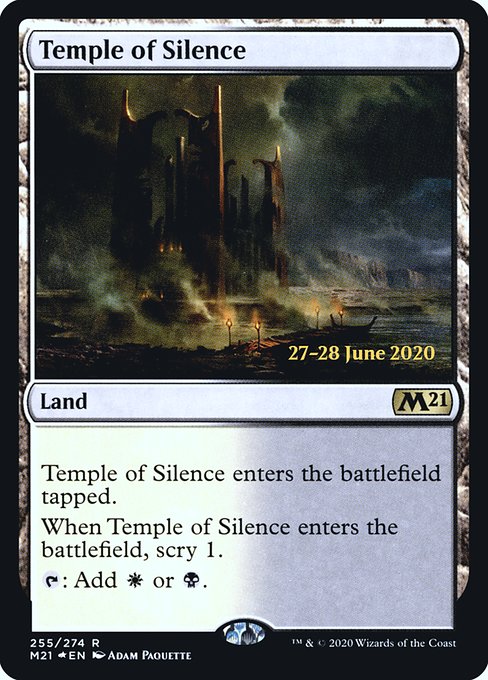 Temple of Silence
27–28 June 2020
Land
M21
Temple of Silence enters the battlefield
tapped.
When Temple of Silence enters the
battlefield, scry 1.
: Add or .
255/274 R
M21 ★ EN Adam Paquette
™ & © 2020 Wizards of the Coast